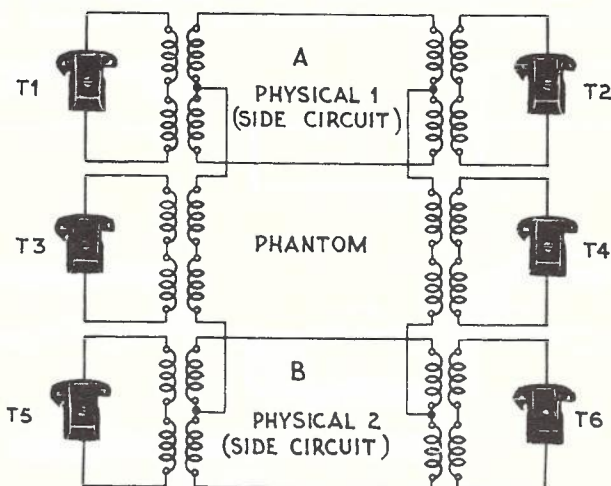 A
T1
PHYSICAL 1
(SIDE CIRCUIT)
T2
T3
PHANTOM
T4
B
T5
PHYSICAL 2
(SIDE CIRCUIT)
T6